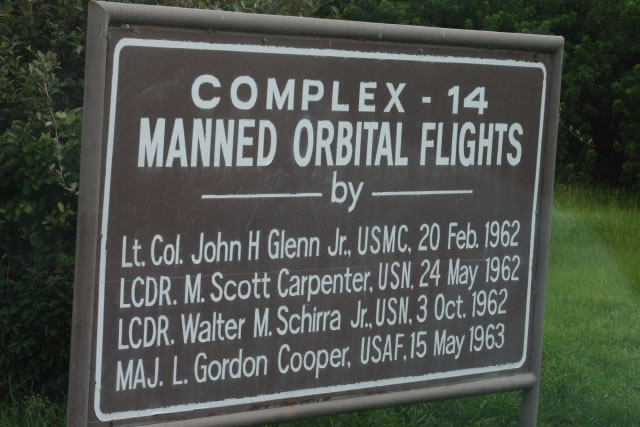 COMPLEX - 14
MANNED ORBITAL FLIGHTS
by
Lt. Col. John H Glenn Jr., USMC, 20 Feb. 1962
LCDR. M. Scott Carpenter, USN, 24 May 1962
LCDR. Walter M. Schirra Jr., USN, 3 Oct. 1962
MAJ. L. Gordon Cooper, USAF, 15 May 1963